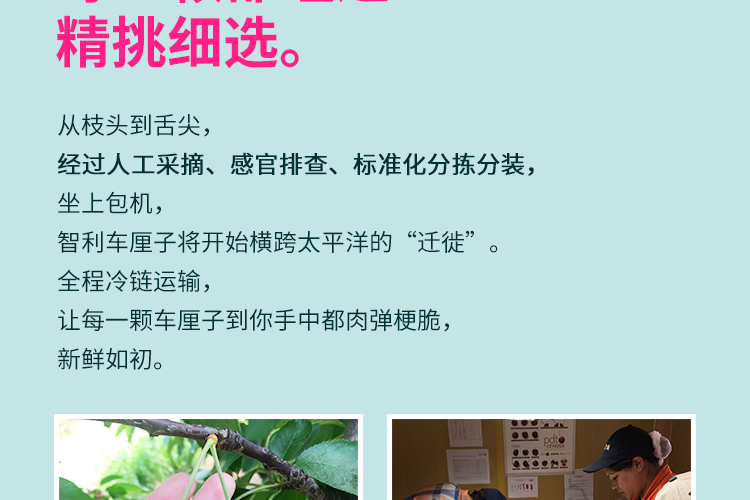 精挑细选。
从枝头到舌尖，
经过人工采摘、感官排查、标准化分拣分装，
坐上包机，
智利车厘子将开始横跨太平洋的“迁徙”。
全程冷链运输，
让每一颗车厘子到你手中都肉弹梗脆，
新鲜如初。
pdt